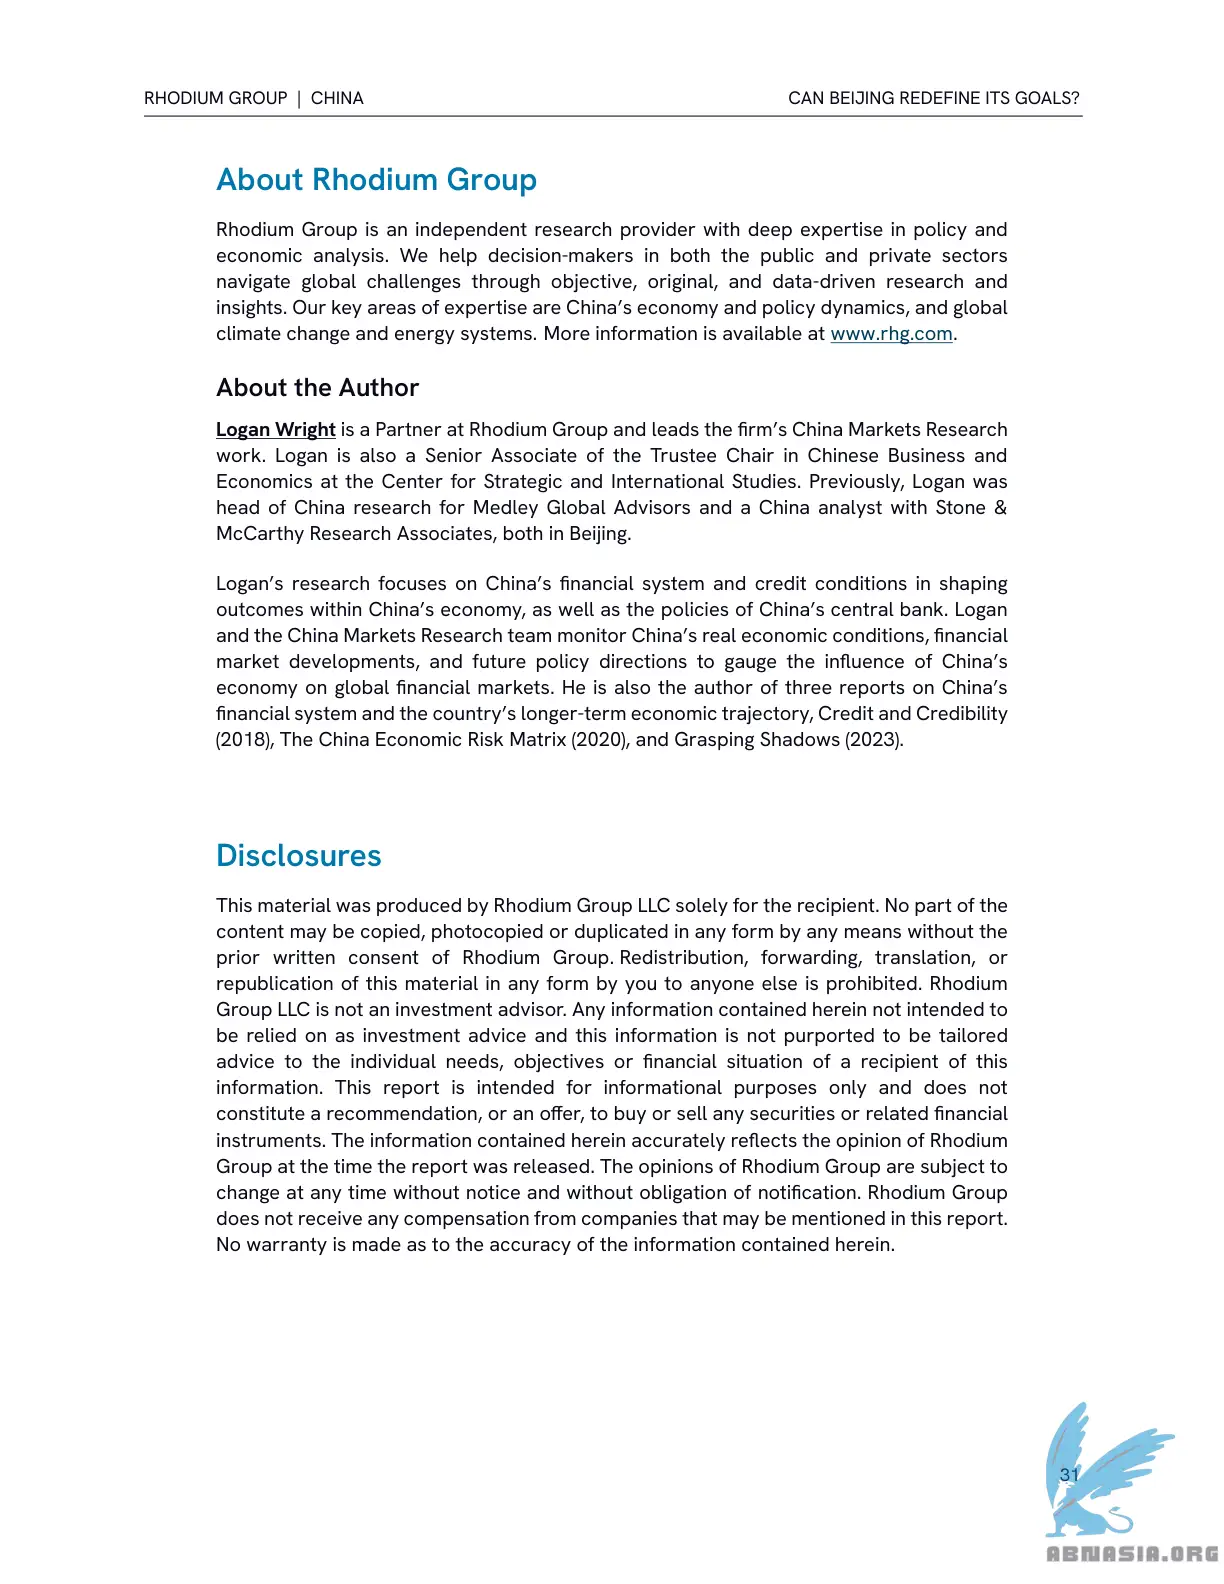 RHODIUM GROUP | CHINA
CAN BEIJING REDEFINE ITS GOALS?
About Rhodium Group
Rhodium Group is an independent research provider with deep expertise in policy and
economic analysis. We help decision-makers in both the public and private sectors
navigate global challenges through objective, original, and data-driven research and
insights. Our key areas of expertise are China’s economy and policy dynamics, and global
climate change and energy systems. More information is available at www.rhg.com.
About the Author
Logan Wright is a Partner at Rhodium Group and leads the firm’s China Markets Research
work. Logan is also a Senior Associate of the Trustee Chair in Chinese Business and
Economics at the Center for Strategic and International Studies. Previously, Logan was
head of China research for Medley Global Advisors and a China analyst with Stone &
McCarthy Research Associates, both in Beijing.
Logan’s research focuses on China’s financial system and credit conditions in shaping
outcomes within China’s economy, as well as the policies of China’s central bank. Logan
and the China Markets Research team monitor China’s real economic conditions, financial
market developments, and future policy directions to gauge the influence of China’s
economy on global financial markets. He is also the author of three reports on China’s
financial system and the country’s longer-term economic trajectory, Credit and Credibility
(2018), The China Economic Risk Matrix (2020), and Grasping Shadows (2023).
Disclosures
This material was produced by Rhodium Group LLC solely for the recipient. No part of the
content may be copied, photocopied or duplicated in any form by any means without the
prior written consent of Rhodium Group. Redistribution, forwarding, translation, or
republication of this material in any form by you to anyone else is prohibited. Rhodium
Group LLC is not an investment advisor. Any information contained herein not intended to
be relied on as investment advice and this information is not purported to be tailored
advice to the individual needs, objectives or financial situation of a recipient of this
information. This report is intended for informational purposes only and does not
constitute a recommendation, or an offer, to buy or sell any securities or related financial
instruments. The information contained herein accurately reflects the opinion of Rhodium
Group at the time the report was released. The opinions of Rhodium Group are subject to
change at any time without notice and without obligation of notification. Rhodium Group
does not receive any compensation from companies that may be mentioned in this report.
No warranty is made as to the accuracy of the information contained herein.
31
ABNASIA.ORG